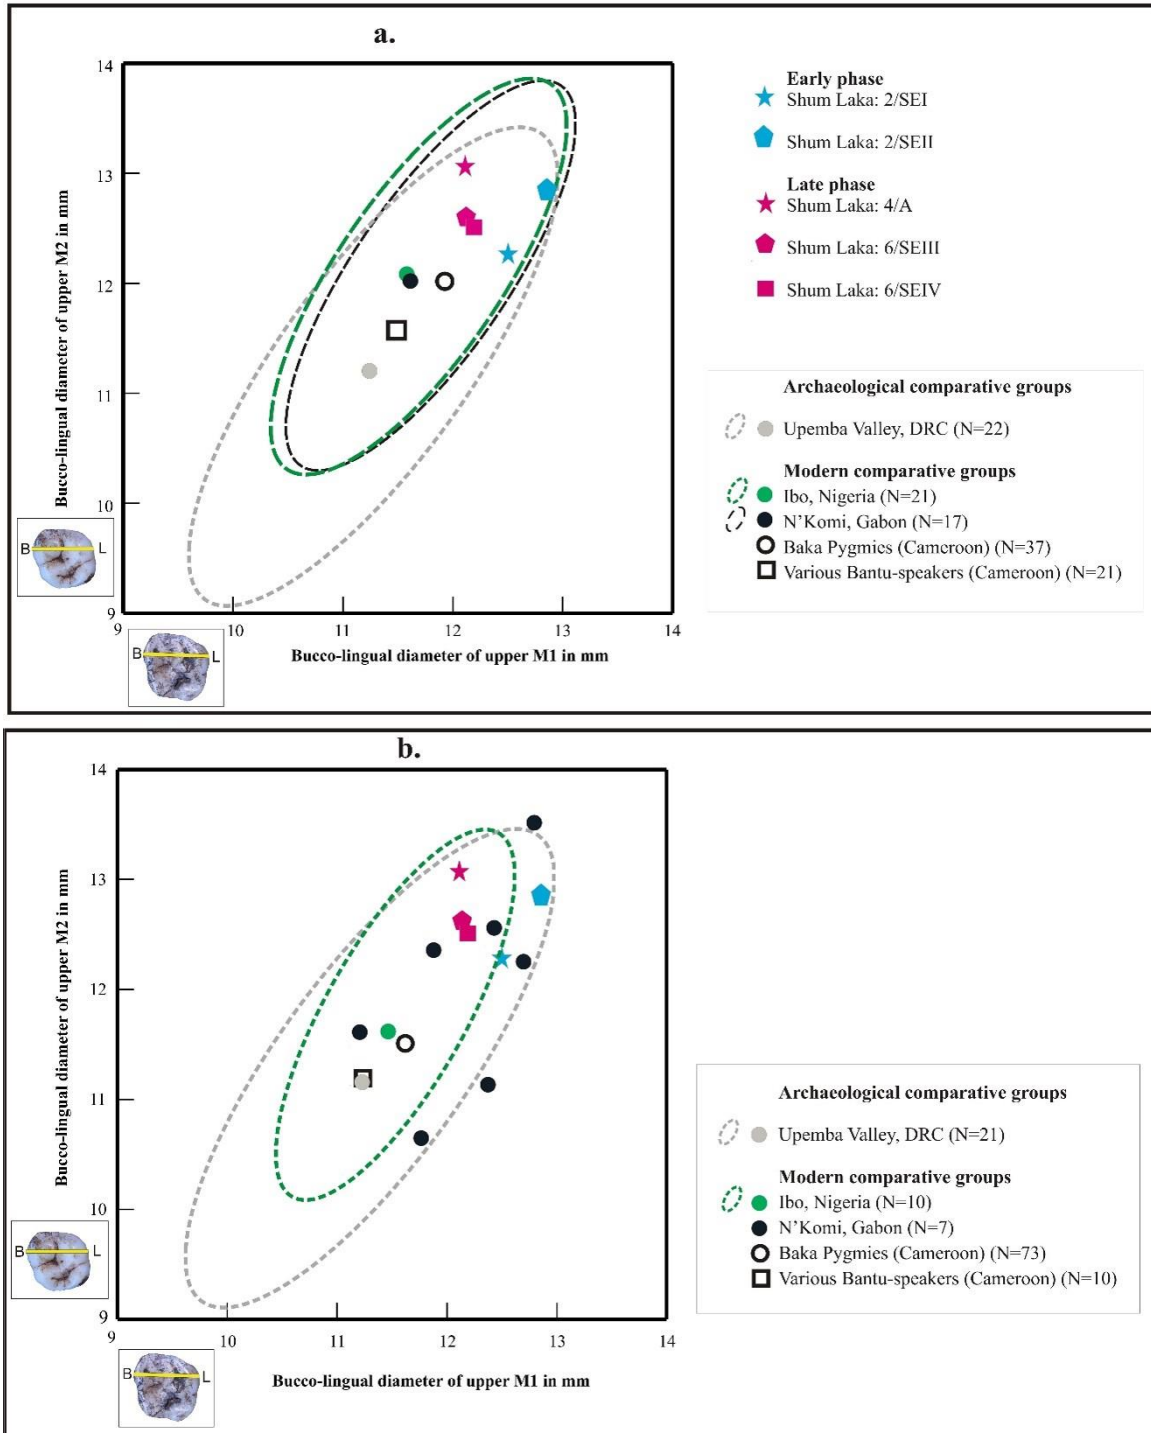 a.
14
13
12
11
10
9
9
10
11
12
13
14
Bucco-lingual diameter of upper M2 in mm
Bucco-lingual diameter of upper M1 in mm
B L
B L
Early phase
Shum Laka: 2/SEI
Shum Laka: 2/SEII
Late phase
Shum Laka: 4/A
Shum Laka: 6/SEIII
Shum Laka: 6/SEIV
Archaeological comparative groups
Upemba Valley, DRC (N=22)
Modern comparative groups
Ibo, Nigeria (N=21)
N'Komi, Gabon (N=17)
Baka Pygmies (Cameroon) (N=37)
Various Bantu-speakers (Cameroon) (N=21)
b.
14
13
12
11
10
9
9
10
11
12
13
14
Bucco-lingual diameter of upper M2 in mm
Bucco-lingual diameter of upper M1 in mm
B L
B L
Archaeological comparative groups
Upemba Valley, DRC (N=21)
Modern comparative groups
Ibo, Nigeria (N=10)
N'Komi, Gabon (N=7)
Baka Pygmies (Cameroon) (N=73)
Various Bantu-speakers (Cameroon) (N=10)